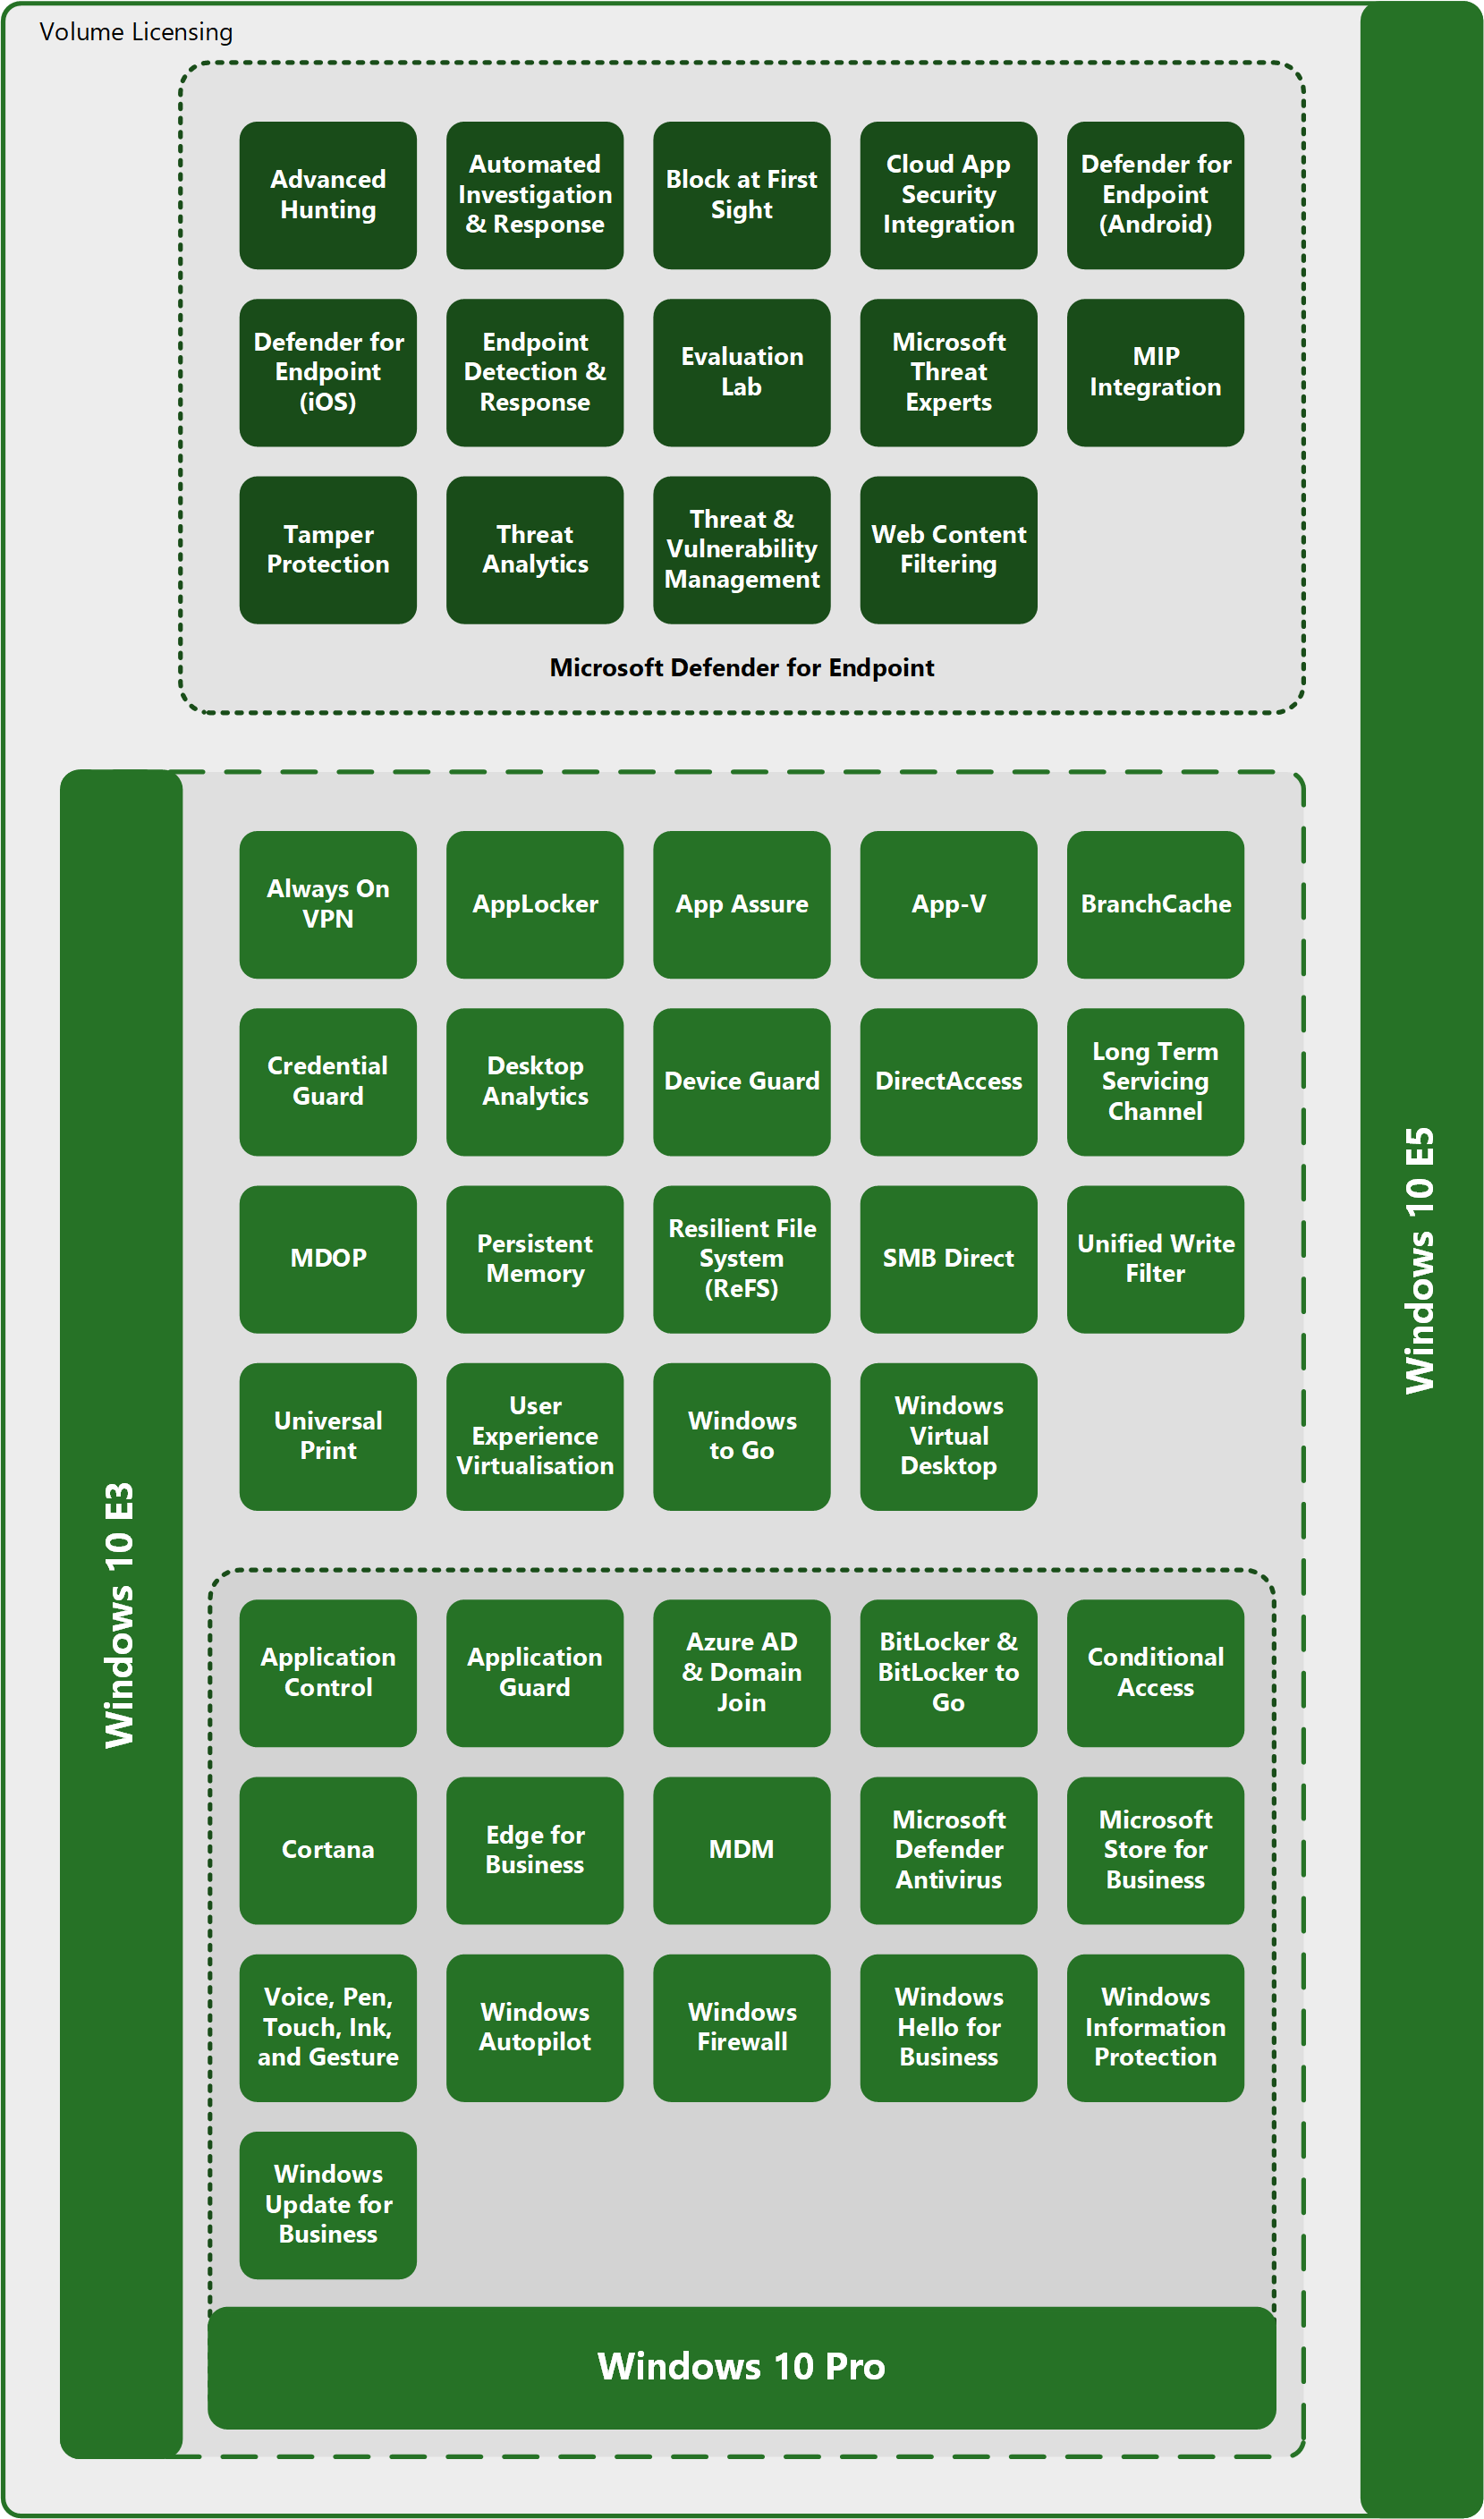 Volume Licensing
Advanced
Hunting
Automated
Investigation
& Response
Block at First
Sight
Cloud App
Security
Integration
Defender for
Endpoint
(Android)
Defender for
Endpoint
(iOS)
Endpoint
Detection &
Response
Evaluation
Lab
Microsoft
Threat
Experts
MIP
Integration
Tamper
Protection
Threat
Analytics
Threat &
Vulnerability
Management
Web Content
Filtering
Microsoft Defender for Endpoint
Always On
VPN
AppLocker
App Assure
App-V
BranchCache
Credential
Guard
Desktop
Analytics
Device Guard
DirectAccess
Long Term
Servicing
Channel
MDOP
Persistent
Memory
Resilient File
System
(ReFS)
SMB Direct
Unified Write
Filter
Universal
Print
User
Experience
Virtualisation
Windows
to Go
Windows
Virtual
Desktop
Application
Control
Application
Guard
Azure AD
& Domain
Join
BitLocker &
BitLocker to
Go
Conditional
Access
Cortana
Edge for
Business
MDM
Microsoft
Defender
Antivirus
Microsoft
Store for
Business
Voice, Pen,
Touch, Ink,
and Gesture
Windows
Autopilot
Windows
Firewall
Windows
Hello for
Business
Windows
Information
Protection
Windows
Update for
Business
Windows 10 Pro
Windows 10 E3
Windows 10 E5